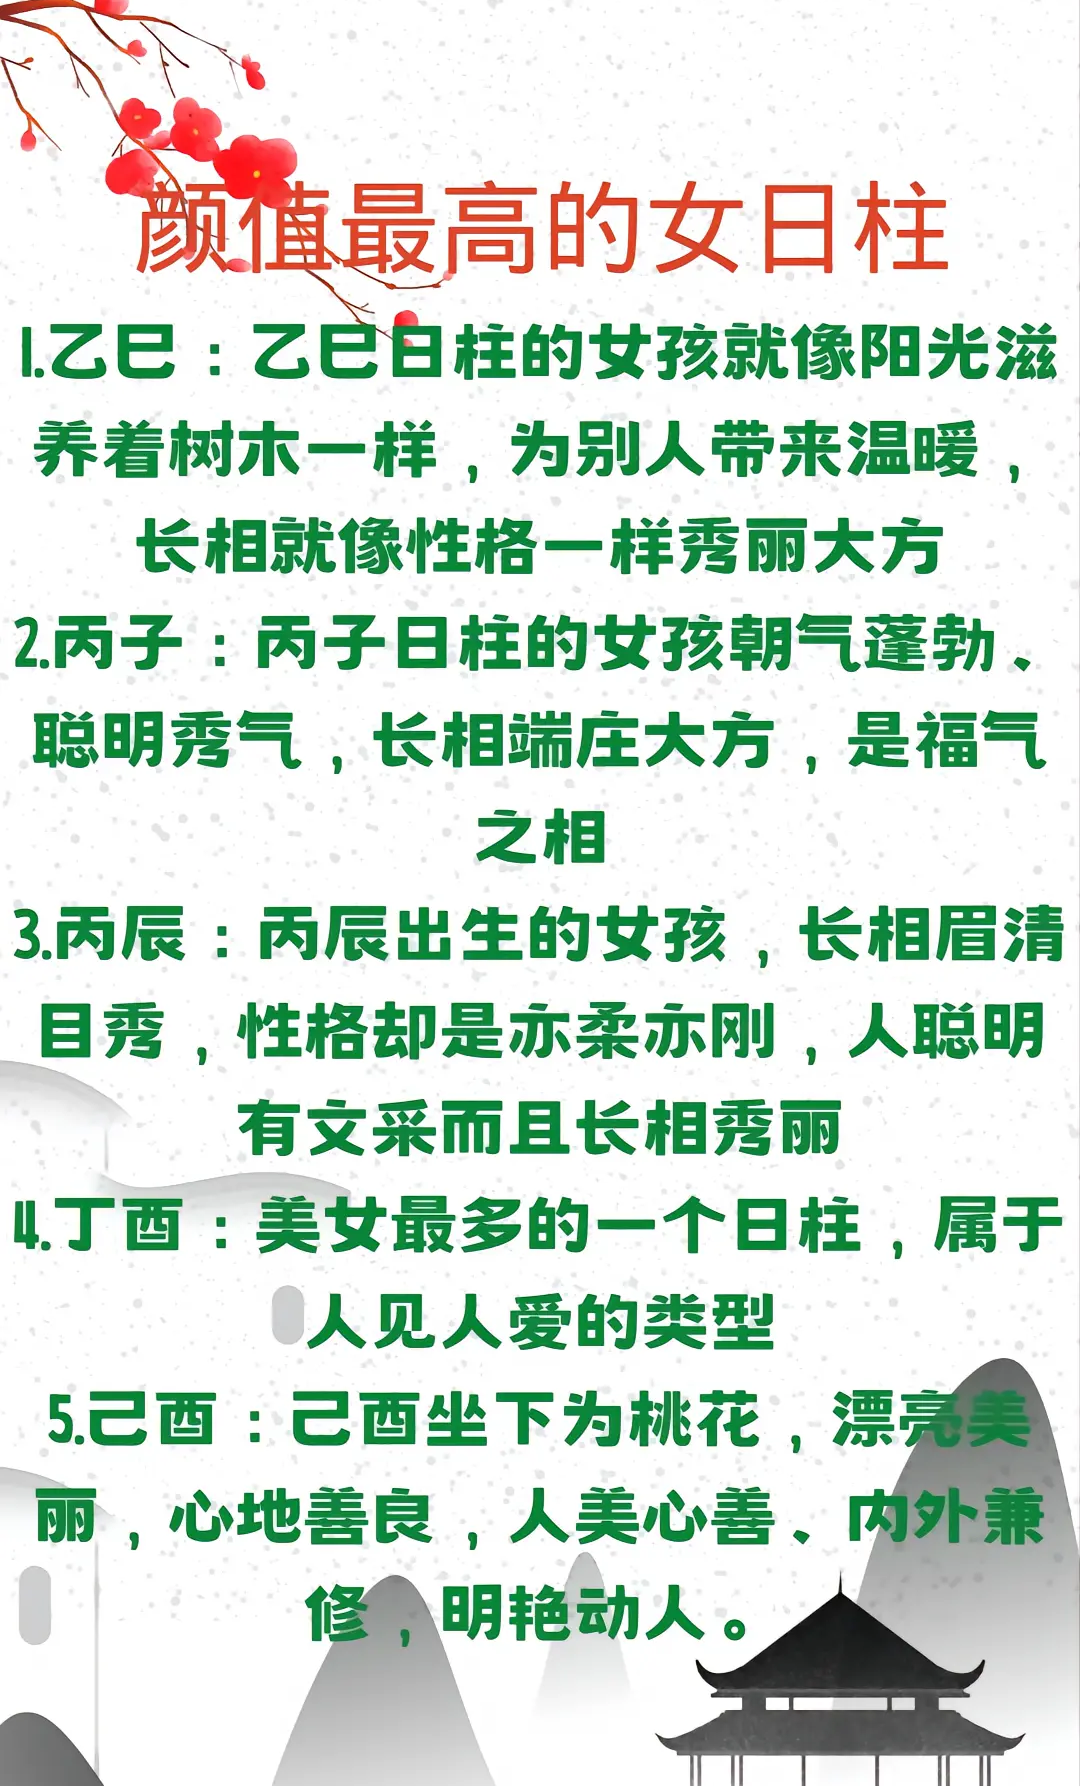 颜值最高的女日柱
1.乙巳：乙巳日柱的女孩就像阳光滋
养着树木一样，为别人带来温暖，
长相就像性格一样秀丽大方
2.丙子：丙子日柱的女孩朝气蓬勃、
聪明秀气，长相端庄大方，是福气
之相
3.丙辰：丙辰出生的女孩，长相眉清
目秀，性格却是亦柔亦刚，人聪明
有文采而且长相秀丽
4.丁酉：美女最多的一个日柱，属于
人见人爱的类型
5.己酉：己酉坐下为桃花，漂亮美
丽，心地善良，人美心善、内外兼
修，明艳动人。